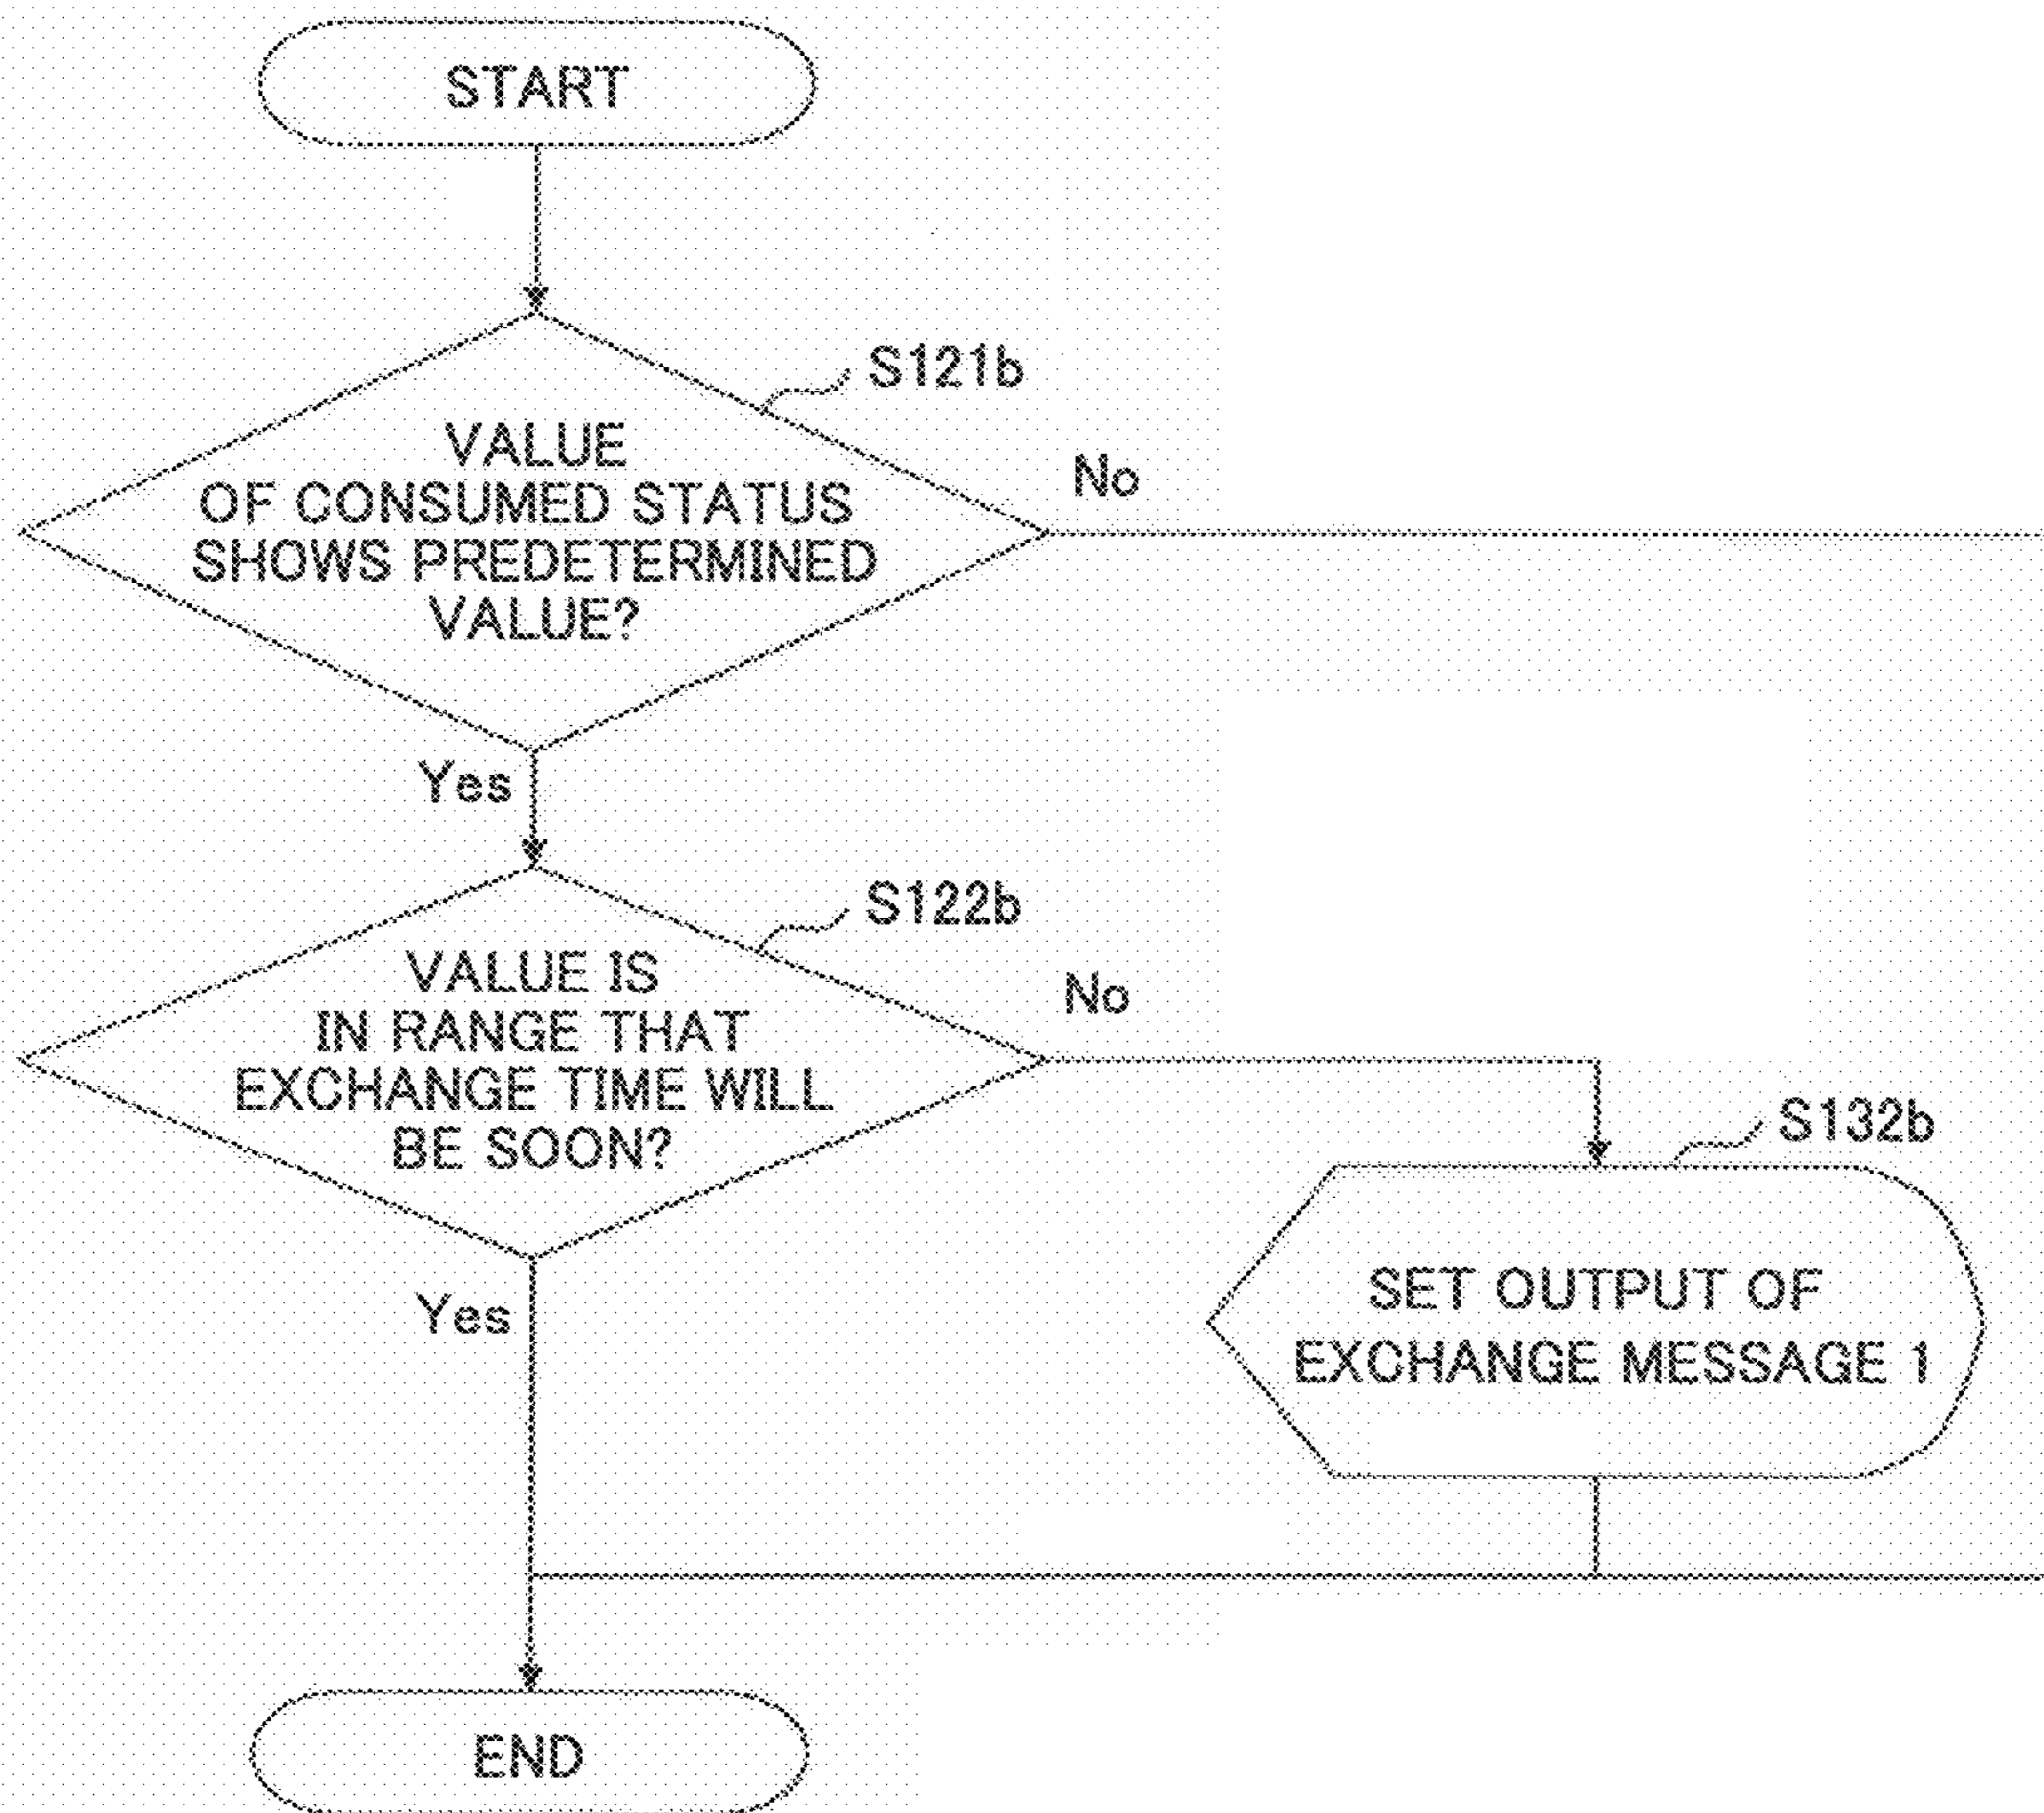 START
S121b
VALUE
OF CONSUMED STATUS
SHOWS PREDETERMINED
VALUE?
No
Yes
S122b
VALUE IS
IN RANGE THAT
EXCHANGE TIME WILL
BE SOON?
No
Yes
S132b
SET OUTPUT OF
EXCHANGE MESSAGE 1
END